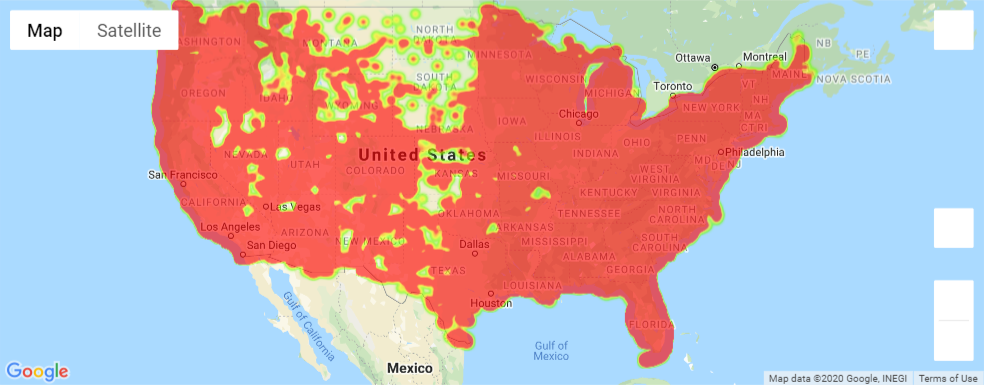 Map
Satellite
WASHINGTON
MONTANA
NORTH
DAKOTA
MINNESOTA
Ottawa
Montreal
NB
PE
SOUTH
DAKOTA
WISCONSIN
MICHIGAN
Toronto
VT
MAINE
NOVA SCOTIA
OREGON
IDAHO
WYOMING
NEW YORK
NH
MA
CT RI
NEBRASKA
IOWA
Chicago
ILLINOIS
INDIANA
OHIO
PENN
Philadelphia
MD
DE
NJ
NEVADA
UTAH
COLORADO
United States
KANSAS
MISSOURI
WEST
VIRGINIA
KENTUCKY
VIRGINIA
San Francisco
CALIFORNIA
Las Vegas
OKLAHOMA
TENNESSEE
NORTH
CAROLINA
Los Angeles
ARIZONA
NEW MEXICO
ARKANSAS
MISSISSIPPI
SOUTH
CAROLINA
San Diego
Dallas
ALABAMA
TEXAS
GEORGIA
LOUISIANA
Houston
Gulf of
California
FLORIDA
Gulf of
Mexico
Mexico
Google
Map data ©2020 Google, INEGI
Terms of Use